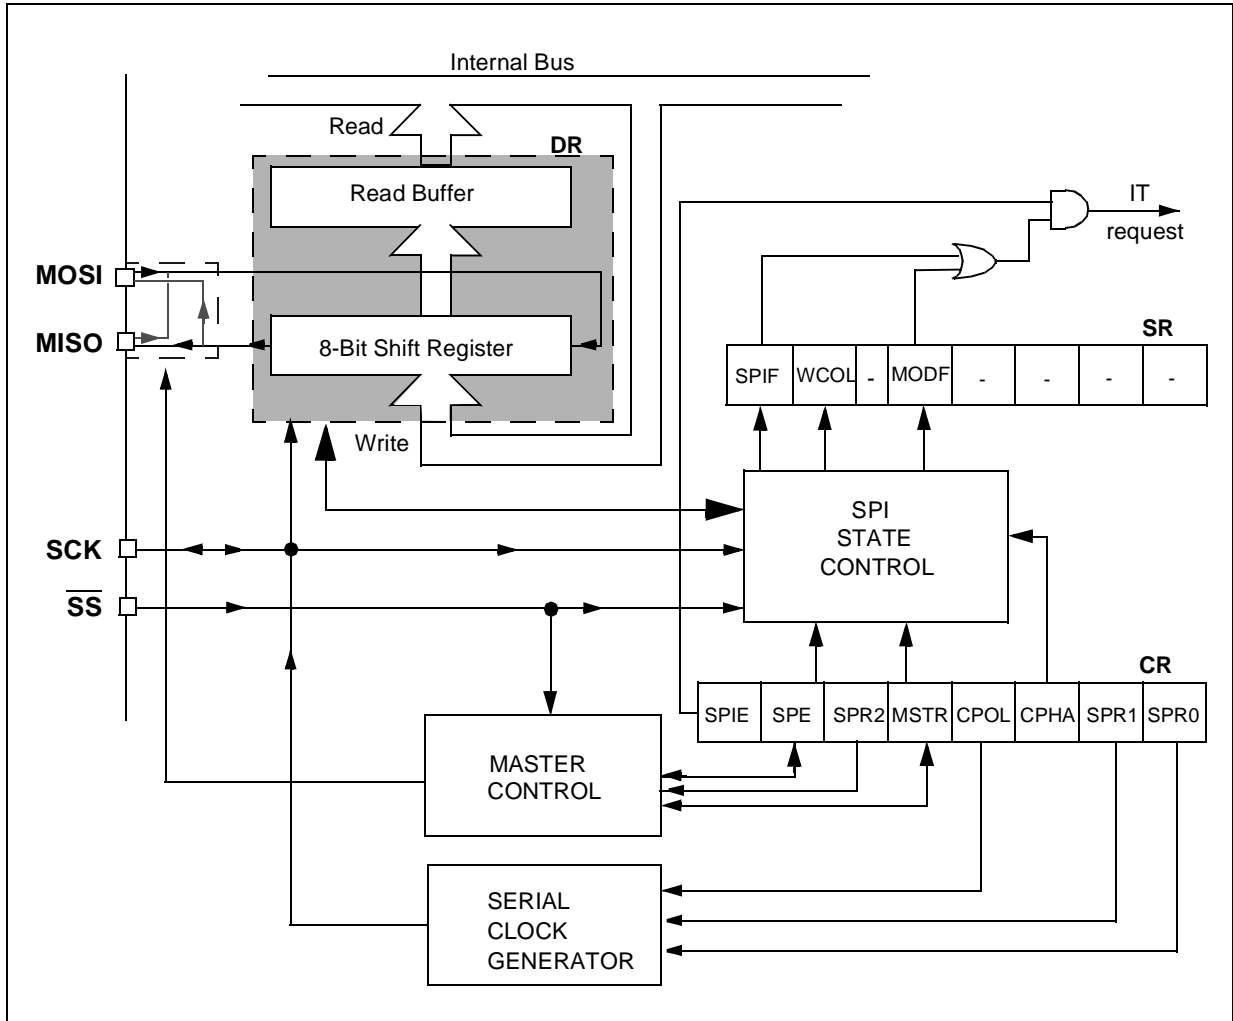 Internal Bus
Read
DR
Read Buffer
IT
request
MOSI
MISO
8-Bit Shift Register
SR
SPIF WCOL - MODF - - - -
Write
SPI
STATE
CONTROL
SCK
SS
CR
SPIE SPE SPR2 MSTR CPOL CPHA SPR1 SPR0
MASTER
CONTROL
SERIAL
CLOCK
GENERATOR